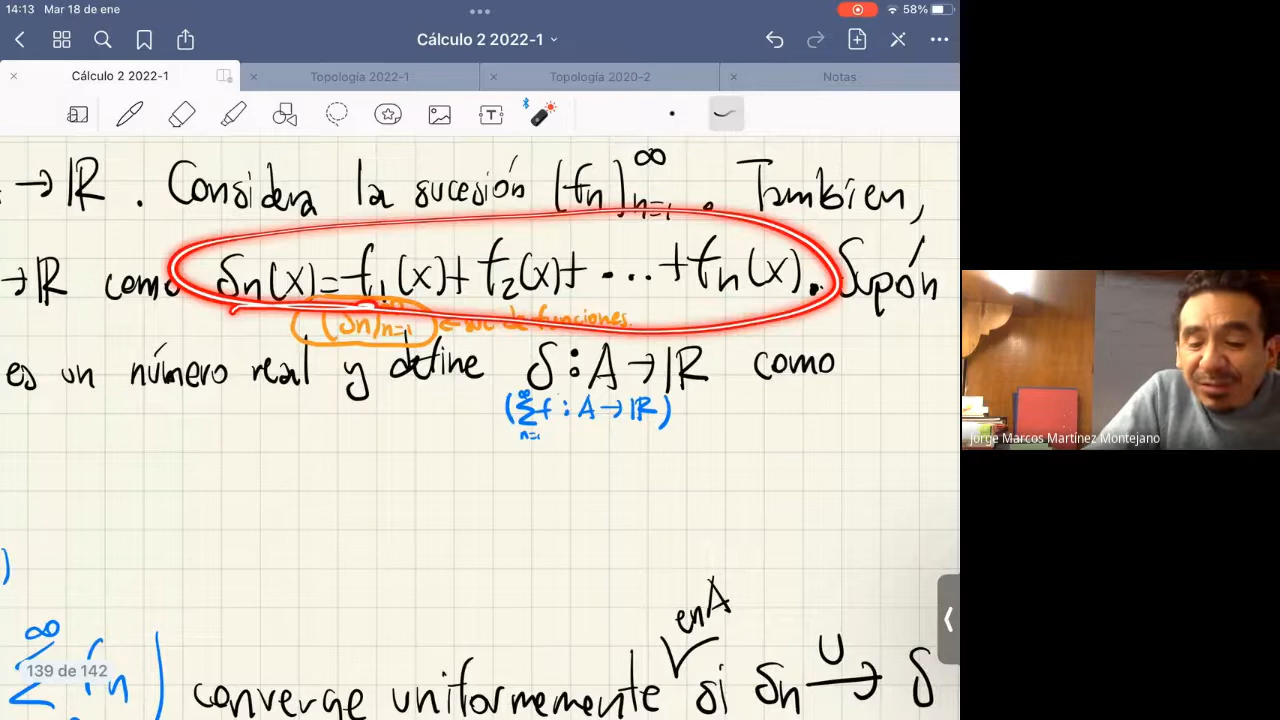 14:13 Mar 18 de ene
58%
Cálculo 2 2022-1
Cálculo 2 2022-1
Topología 2022-1
Topología 2020-2
Notas
→ ℝ. Considera la sucesión (fn)_{n=1}^∞. También,
→ ℝ como sn(x)=f₁(x)+f₂(x)+...+fn(x). Supón
(sn)_{n=1}^∞ ← suc de funciones.
es un número real y define s: A→ℝ como
(∑_{n=1}^∞ f: A→ℝ)
)
en A
∑^∞ fn) converge uniformemente si sn →^U s
139 de 142
Jorge Marcos Martínez Montejano